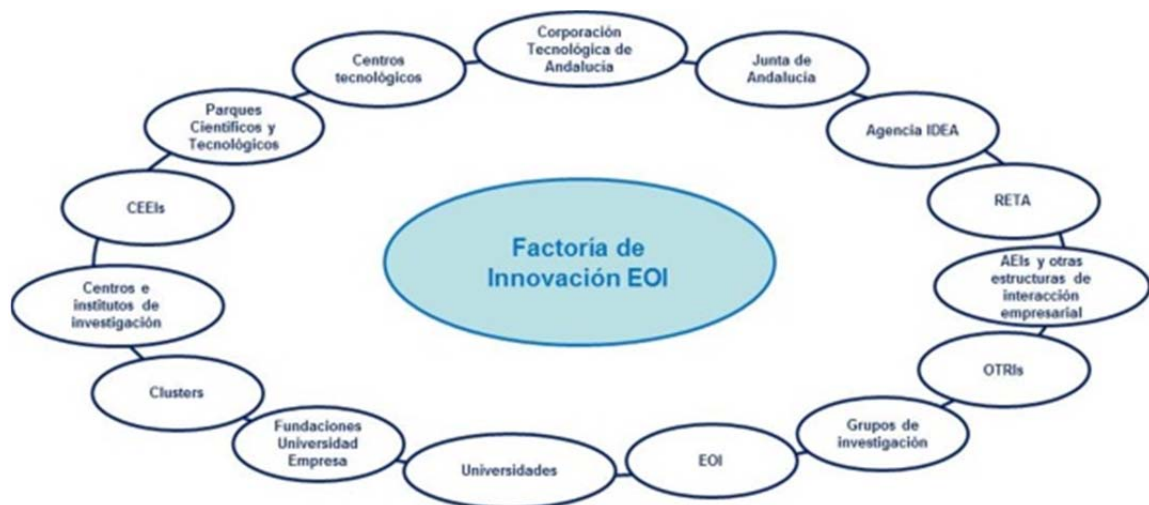 Corporación
Tecnológica de
Andalucía
Junta de
Andalucía
Agencia IDEA
RETA
AEIs y otras
estructuras de
interacción
empresarial
OTRIs
Grupos de
investigación
EOI
Universidades
Fundaciones
Universidad
Empresa
Clusters
Centros e
institutos de
investigación
CEEIs
Parques
Científicos y
Tecnológicos
Centros
tecnológicos
Factoría de
Innovación EOI